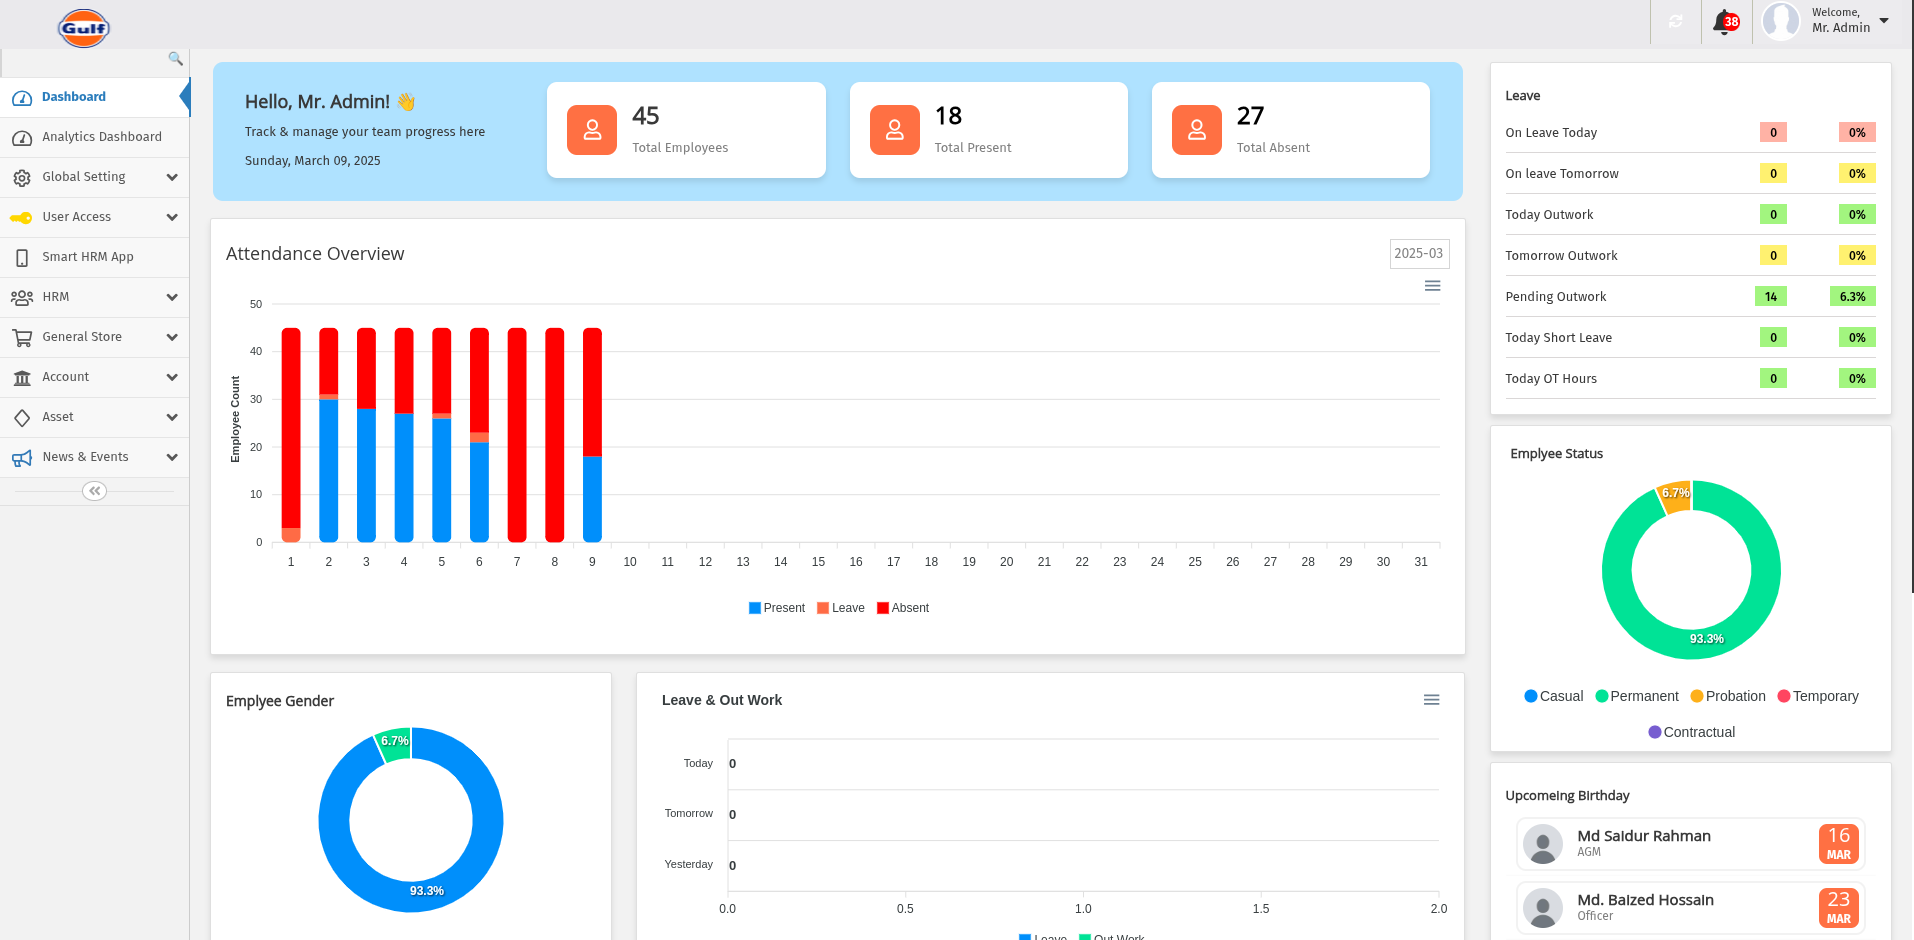 Gulf
38
Welcome,
Mr. Admin
Dashboard
Analytics Dashboard
Global Setting
User Access
Smart HRM App
HRM
General Store
Account
Asset
News & Events
Hello, Mr. Admin! 👋
Track & manage your team progress here
Sunday, March 09, 2025
45
Total Employees
18
Total Present
27
Total Absent
Attendance Overview
2025-03
Employee Count
50
40
30
20
10
0
1 2 3 4 5 6 7 8 9 10 11 12 13 14 15 16 17 18 19 20 21 22 23 24 25 26 27 28 29 30 31
Present Leave Absent
Emplyee Gender
6.7%
93.3%
Leave & Out Work
Today 0
Tomorrow 0
Yesterday 0
0.0 0.5 1.0 1.5 2.0
Leave Out Work
Leave
On Leave Today 0 0%
On leave Tomorrow 0 0%
Today Outwork 0 0%
Tomorrow Outwork 0 0%
Pending Outwork 14 6.3%
Today Short Leave 0 0%
Today OT Hours 0 0%
Emplyee Status
6.7%
93.3%
Casual Permanent Probation Temporary
Contractual
Upcomeing Birthday
Md Saidur Rahman
AGM
16
MAR
Md. Baized Hossain
Officer
23
MAR